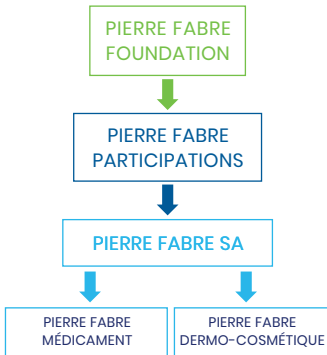 PIERRE FABRE
FOUNDATION
PIERRE FABRE
PARTICIPATIONS
PIERRE FABRE SA
PIERRE FABRE
MÉDICAMENT
PIERRE FABRE
DERMO-COSMÉTIQUE